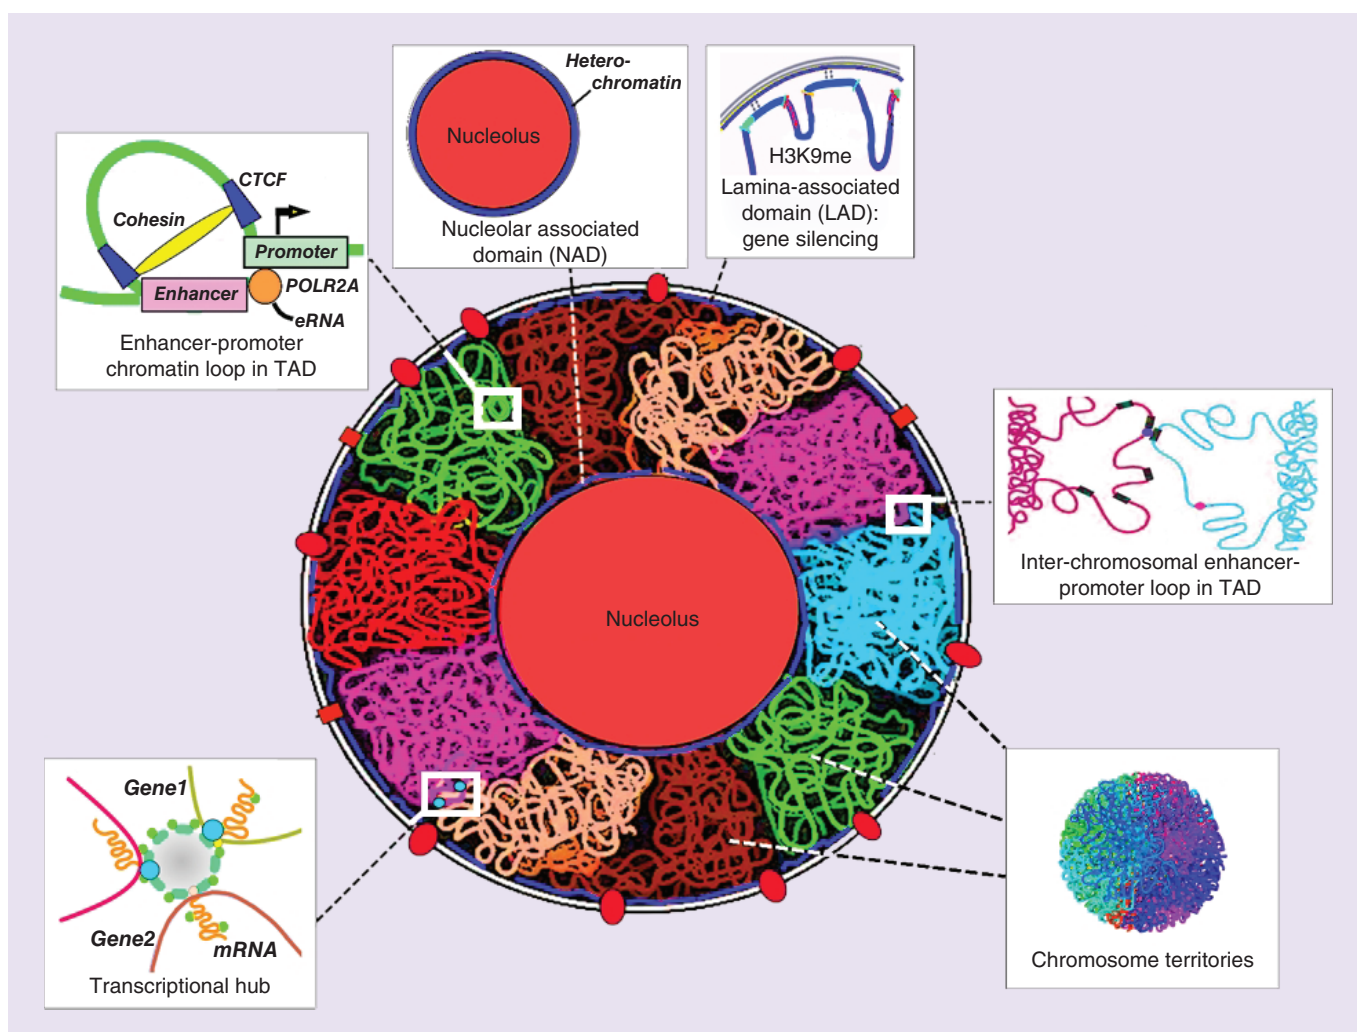 Hetero-
chromatin
Nucleolus
Nucleolar associated
domain (NAD)
H3K9me
Lamina-associated
domain (LAD):
gene silencing
CTCF
Cohesin
Promoter
Enhancer
POLR2A
eRNA
Enhancer-promoter
chromatin loop in TAD
Inter-chromosomal enhancer-
promoter loop in TAD
Nucleolus
Gene1
Gene2
mRNA
Transcriptional hub
Chromosome territories